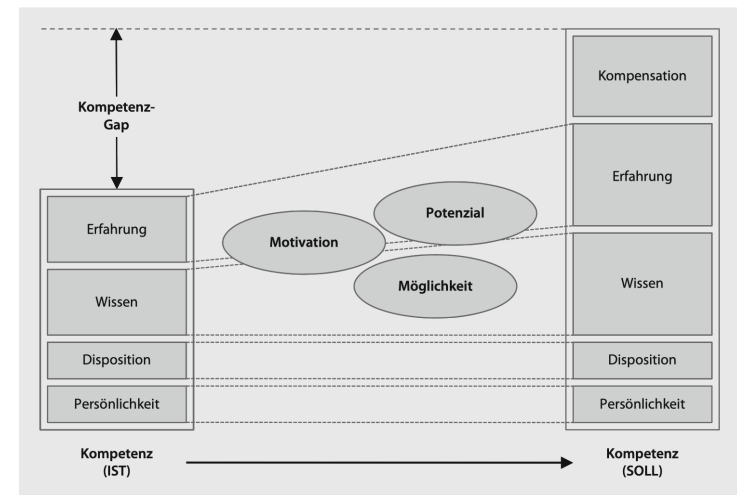 Kompetenz-
Gap
Erfahrung
Wissen
Disposition
Persönlichkeit
Kompetenz
(IST)
Motivation
Potenzial
Möglichkeit
Kompensation
Erfahrung
Wissen
Disposition
Persönlichkeit
Kompetenz
(SOLL)